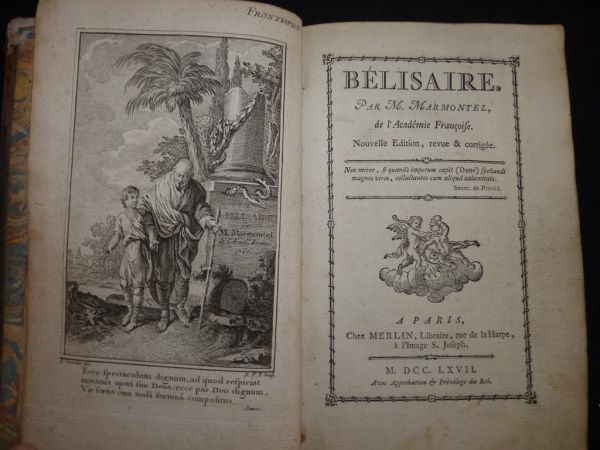 FRONTISPICE
BÉLISAIRE
M. Marmontel
Ecce spectaculum dignum, ad quod respiciat
intentus operi suo Deus: ecce par Deo dignum,
Vir fortis cum malâ fortunâ compositus.
Senec.
BÉLISAIRE.
PAR M. MARMONTEL,
de l'Académie Françoise.
Nouvelle Edition, revue & corrigée.
Non miror, si quandò impetum capit (Deus) spectandi
magnos viros, colluctantes cum aliquâ calamitate.
Senec. de Provid.
A PARIS,
Chez MERLIN, Libraire, rue de la Harpe,
à l'Image S. Joseph.
M. DCC. LXVII.
Avec Approbation & Privilege du Roi.